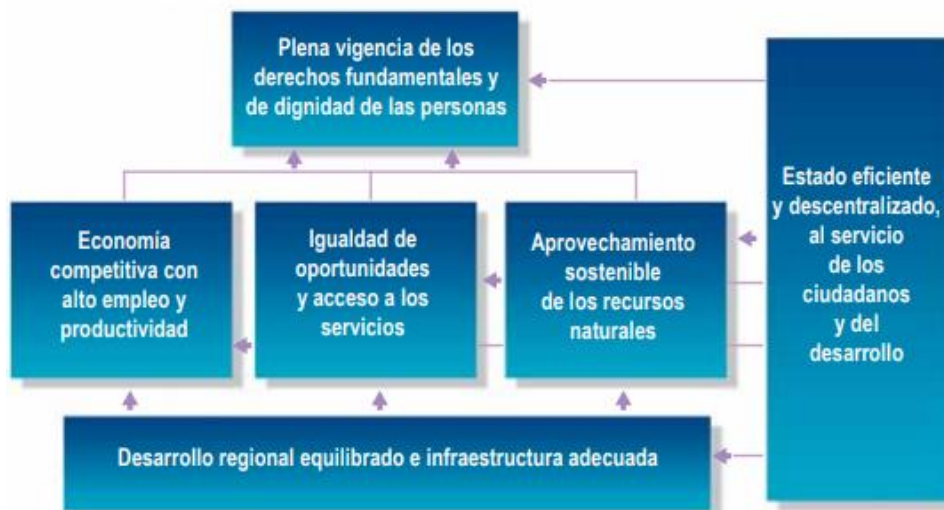 Plena vigencia de los
derechos fundamentales y
de dignidad de las personas
Economía
competitiva con
alto empleo y
productividad
Igualdad de
oportunidades
y acceso a los
servicios
Aprovechamiento
sostenible
de los recursos
naturales
Estado eficiente
y descentralizado,
al servicio
de los
ciudadanos
y del
desarrollo
Desarrollo regional equilibrado e infraestructura adecuada